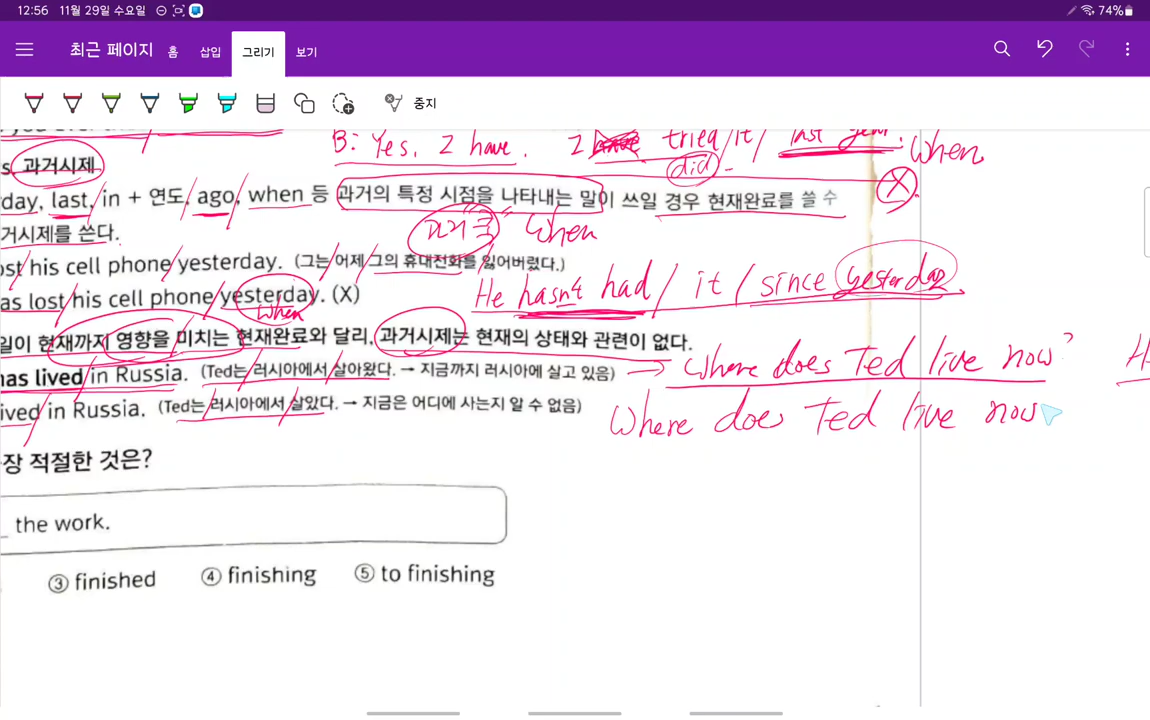 12:56 11월 29일 수요일 74%
최근 페이지 홈 삽입 그리기 보기
중지
B: Yes, I have. I have tried / it / last year. When
did
s 과거시제
day, last, in + 연도, ago, when 등 과거의 특정 시점을 나타내는 말이 쓰일 경우 현재완료를 쓸 수 X
거시제를 쓴다. When
ost his cell phone yesterday. (그는 어제 그의 휴대전화를 잃어버렸다.)
as lost his cell phone yesterday. (X) He hasn't had / it / since yesterday
When
일이 현재까지 영향을 미치는 현재완료와 달리, 과거시제는 현재의 상태와 관련이 없다.
has lived in Russia. (Ted는 러시아에서 살아왔다. → 지금까지 러시아에 살고 있음) → Where does Ted live now? H
ived in Russia. (Ted는 러시아에서 살았다. → 지금은 어디에 사는지 알 수 없음) Where does Ted live now
장 적절한 것은?
_ the work.
③ finished ④ finishing ⑤ to finishing